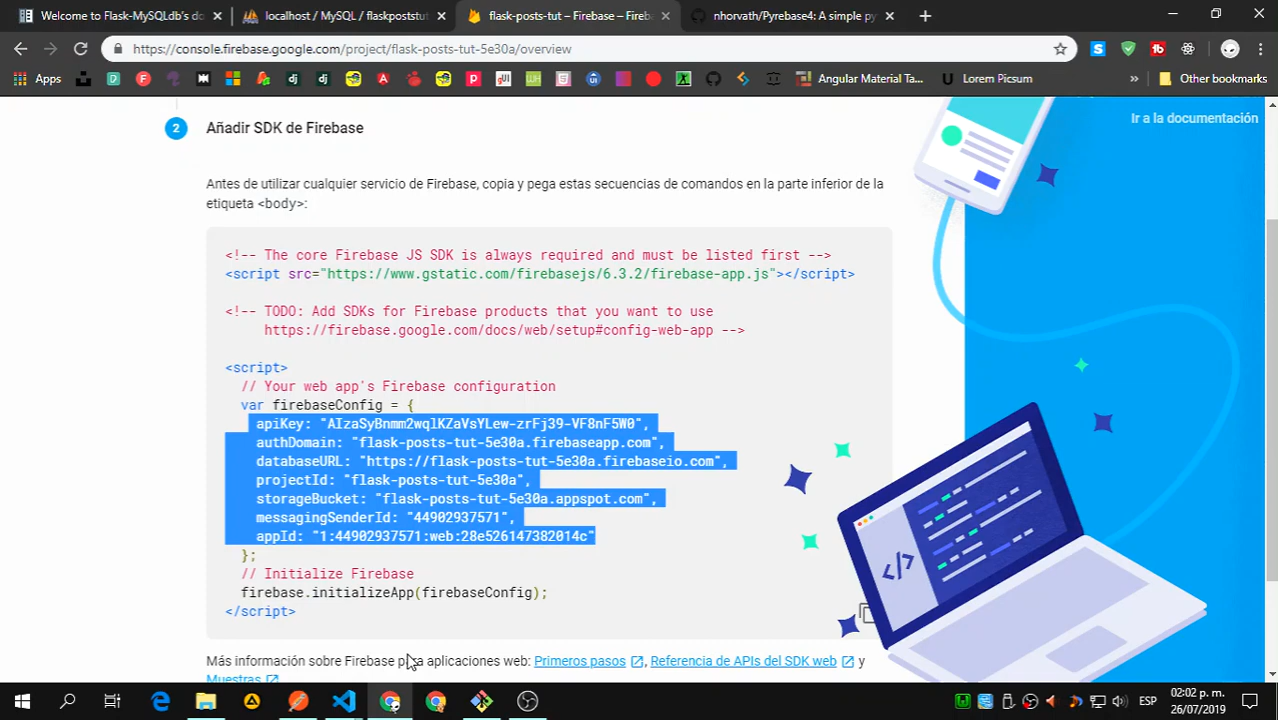 Welcome to Flask-MySQLdb's do
localhost / MySQL / flaskpoststut
flask-posts-tut – Firebase – Fireb
nhorvath/Pyrebase4: A simple py
https://console.firebase.google.com/project/flask-posts-tut-5e30a/overview
Apps
Angular Material Ta...
Lorem Picsum
Other bookmarks
Ir a la documentación
2 Añadir SDK de Firebase
Antes de utilizar cualquier servicio de Firebase, copia y pega estas secuencias de comandos en la parte inferior de la
etiqueta <body>:
<!-- The core Firebase JS SDK is always required and must be listed first -->
<script src="https://www.gstatic.com/firebasejs/6.3.2/firebase-app.js"></script>
<!-- TODO: Add SDKs for Firebase products that you want to use
https://firebase.google.com/docs/web/setup#config-web-app -->
<script>
// Your web app's Firebase configuration
var firebaseConfig = {
apiKey: "AIzaSyBnmm2wqlKZaVsYLew-zrFj39-VF8nF5W0",
authDomain: "flask-posts-tut-5e30a.firebaseapp.com",
databaseURL: "https://flask-posts-tut-5e30a.firebaseio.com",
projectId: "flask-posts-tut-5e30a",
storageBucket: "flask-posts-tut-5e30a.appspot.com",
messagingSenderId: "44902937571",
appId: "1:44902937571:web:28e526147382014c"
};
// Initialize Firebase
firebase.initializeApp(firebaseConfig);
</script>
Más información sobre Firebase para aplicaciones web: Primeros pasos, Referencia de APIs del SDK web y
Muestras
ESP
02:02 p. m.
26/07/2019